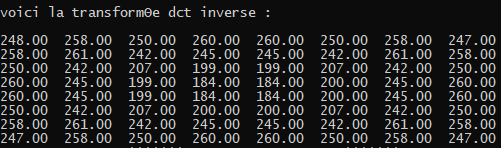 voici la transformΘe dct inverse :
248.00 258.00 250.00 260.00 260.00 250.00 258.00 247.00
258.00 261.00 242.00 245.00 245.00 242.00 261.00 258.00
250.00 242.00 207.00 199.00 199.00 207.00 242.00 250.00
260.00 245.00 199.00 184.00 184.00 200.00 245.00 260.00
260.00 245.00 199.00 184.00 184.00 200.00 245.00 260.00
250.00 242.00 207.00 200.00 200.00 207.00 242.00 250.00
258.00 261.00 242.00 245.00 245.00 242.00 261.00 258.00
247.00 258.00 250.00 260.00 260.00 250.00 258.00 247.00